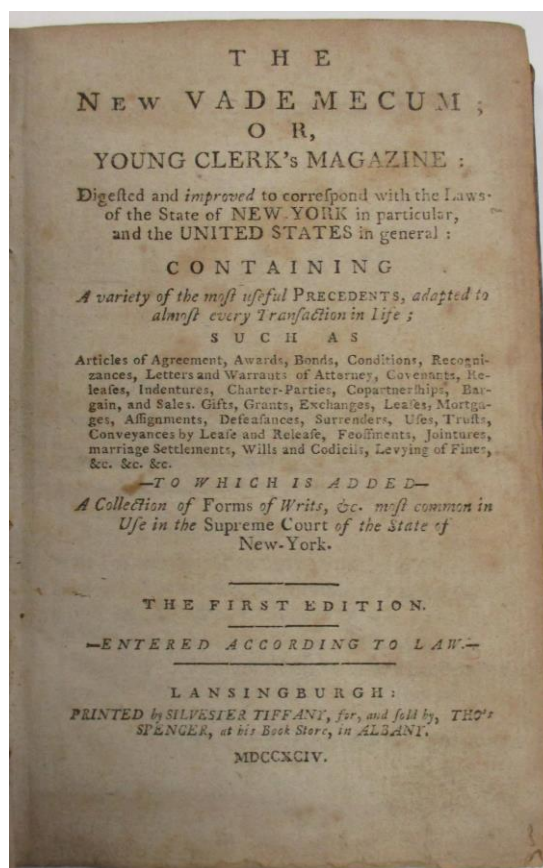 T H E
NEW VADE MECUM;
O R,
YOUNG CLERK's MAGAZINE:
Digeſted and improved to correſpond with the Laws
of the State of NEW-YORK in particular,
and the UNITED STATES in general:
C O N T A I N I N G
A variety of the moſt uſeful PRECEDENTS, adapted to
almoſt every Tranſaction in life;
S U C H A S
Articles of Agreement, Awards, Bonds, Conditions, Recogni-
zances, Letters and Warrants of Attorney, Covenants, Re-
leaſes, Indentures, Charter-Parties, Copartnerſhips, Bar-
gain, and Sales. Gifts, Grants, Exchanges, Leaſes, Mortga-
ges, Aſſignments, Defeaſances, Surrenders, Uſes, Truſts,
Conveyances by Leaſe and Releaſe, Feoffments, Jointures,
marriage Settlements, Wills and Codicils, Levying of Fines,
&c. &c. &c.
—TO WHICH IS ADDED—
A Collection of Forms of Writs, &c. moſt common in
Uſe in the Supreme Court of the State of
New-York.
THE FIRST EDITION.
—ENTERED ACCORDING TO LAW.—
LANSINGBURGH:
PRINTED by SILVESTER TIFFANY, for, and ſold by, THO's
SPENCER, at his Book Store, in ALBANY.
MDCCXCIV.